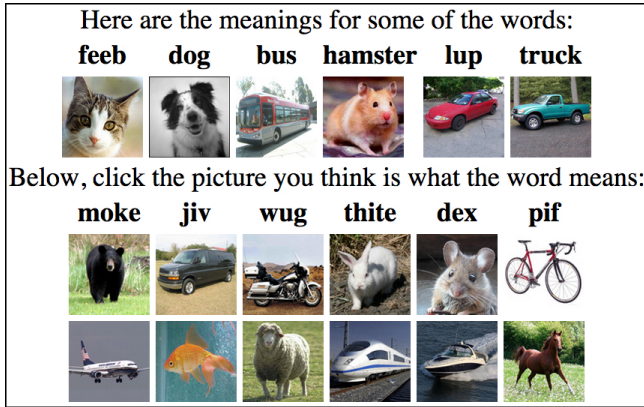 Here are the meanings for some of the words:
feeb dog bus hamster lup truck
Below, click the picture you think is what the word means:
moke jiv wug thite dex pif